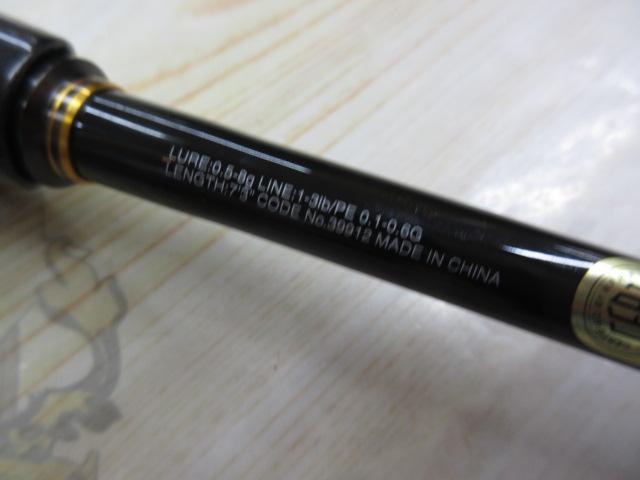 LURE:0.5-8g LINE:1-3lb/PE 0.1-0.6G
LENGTH:7'3" CODE No.39912 MADE IN CHINA